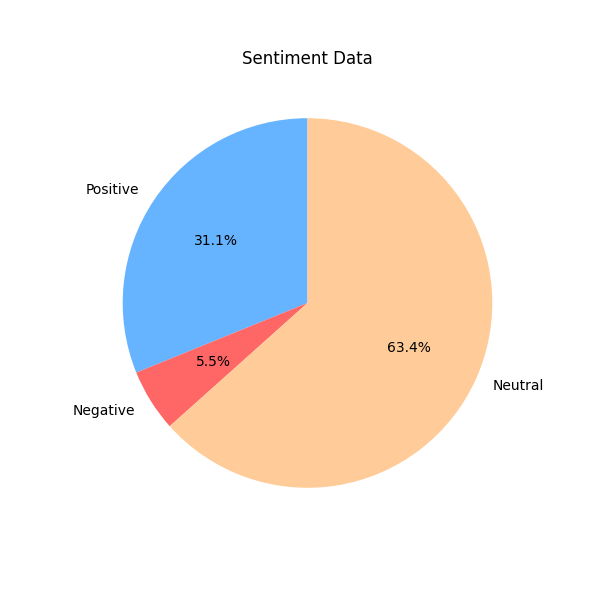 Sentiment Data
Positive
31.1%
5.5%
63.4%
Negative
Neutral